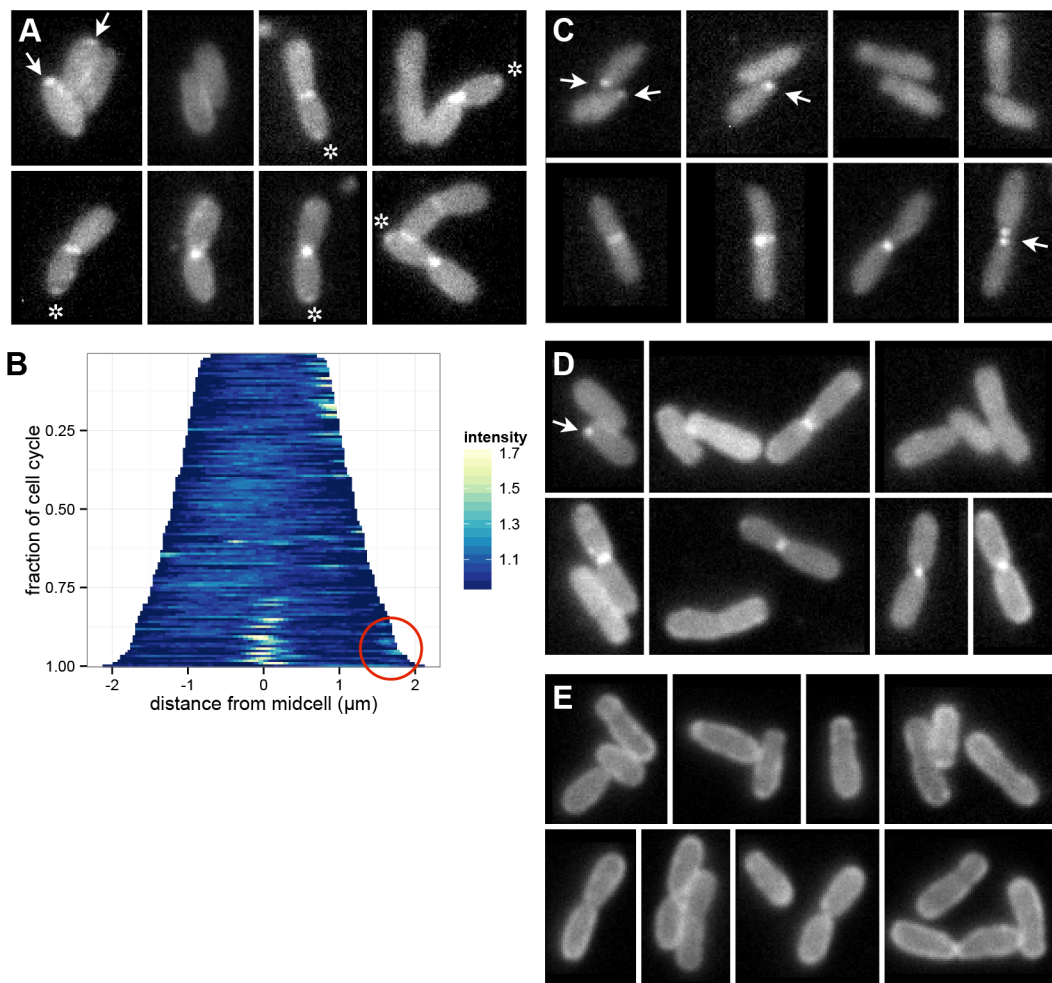 A
C
B
fraction of cell cycle
0.25
0.50
0.75
1.00
-2
-1
0
1
2
distance from midcell (µm)
intensity
1.7
1.5
1.3
1.1
D
E